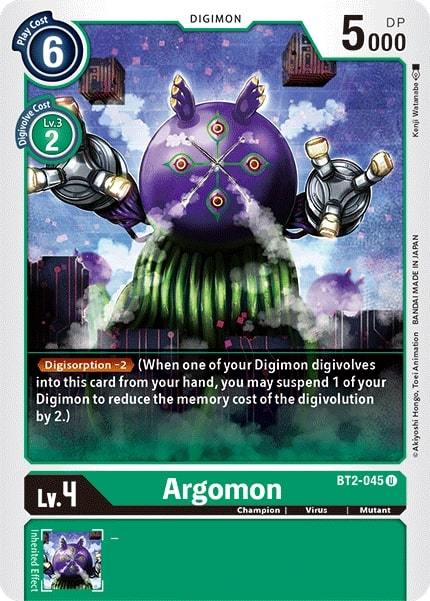 DIGIMON
Play Cost
6
5000 DP
Digivolve Cost
Lv.3
2
Kenji Watanabe
Digisorption -2 (When one of your Digimon digivolves
into this card from your hand, you may suspend 1 of your
Digimon to reduce the memory cost of the digivolution
by 2.)
©Akiyoshi Hongo, Toei Animation BANDAI MADE IN JAPAN
Lv.4
Argomon
BT2-045 U
Champion | Virus | Mutant
Inherited Effect
–